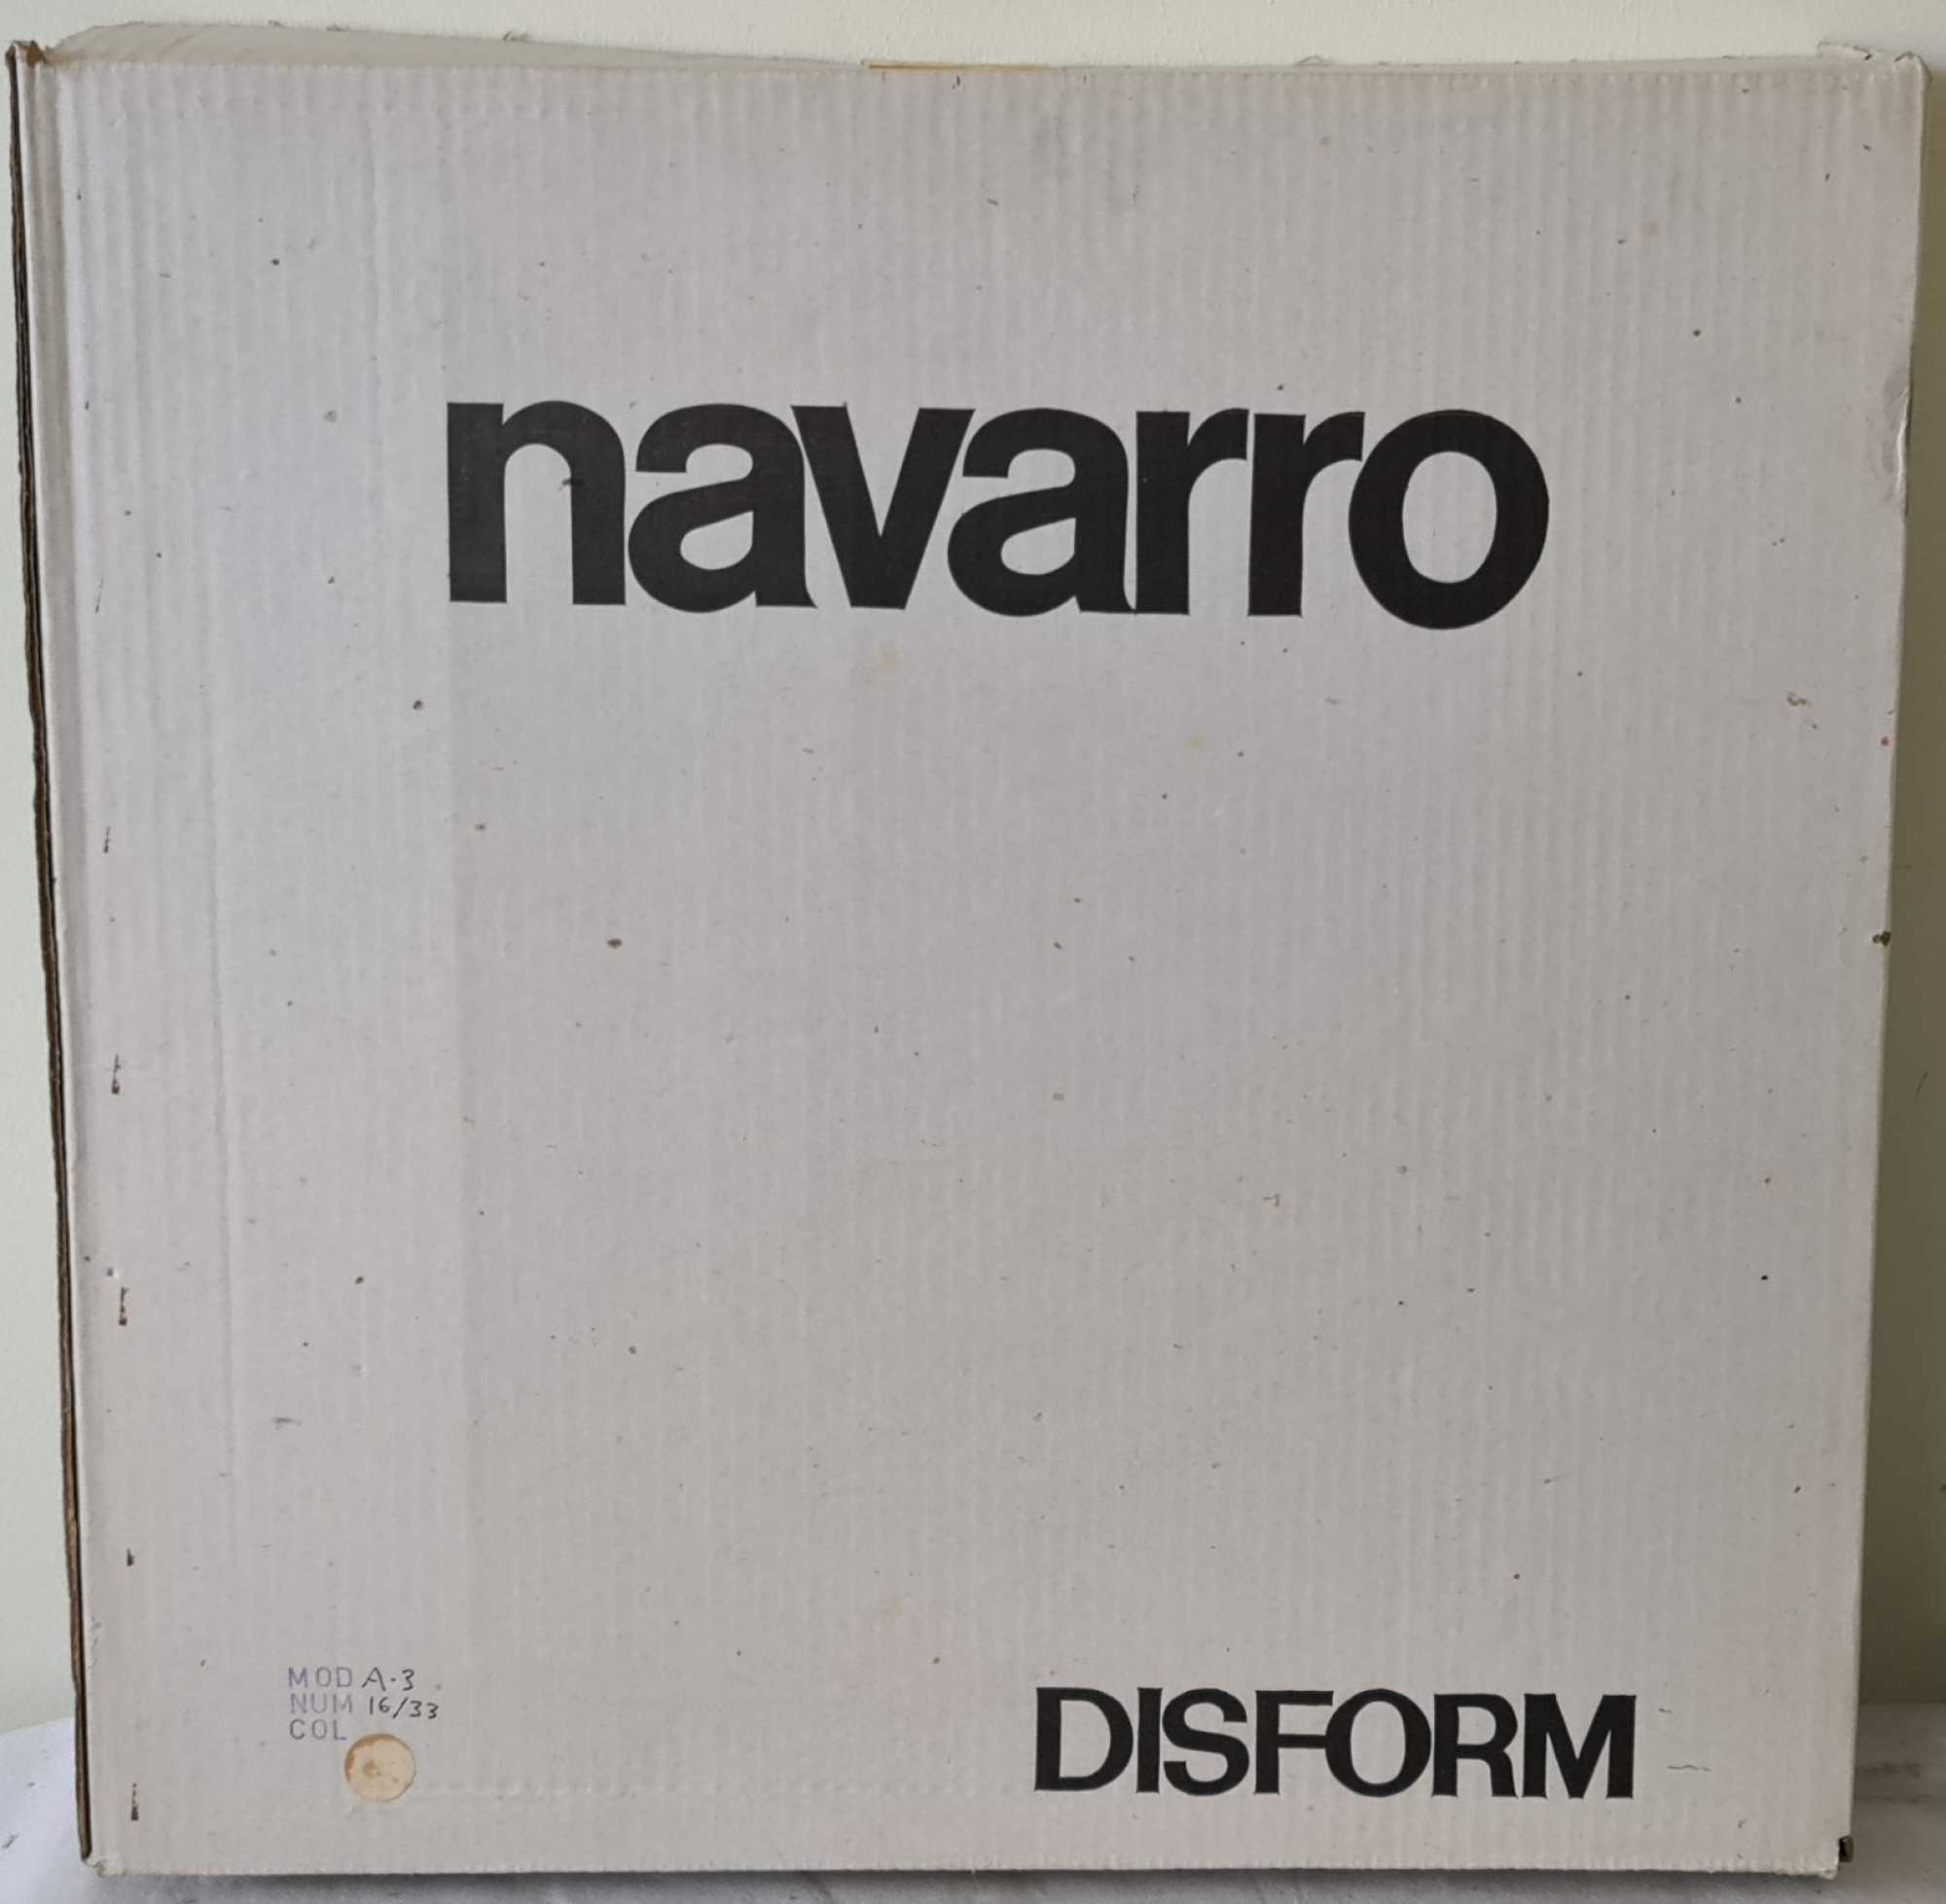 navarro
MOD A-3
NUM 16/33
COL
DISFORM